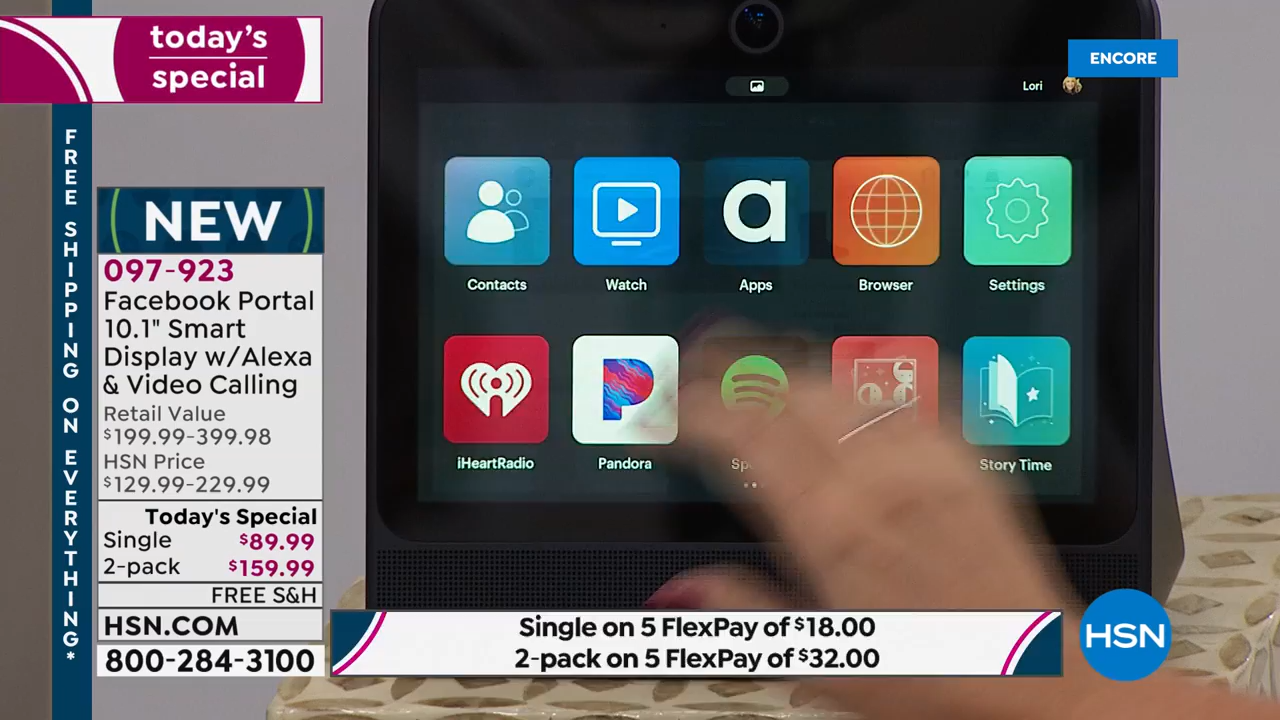 today's
special
ENCORE
FREE SHIPPING ON EVERYTHING*
NEW
097-923
Facebook Portal
10.1" Smart
Display w/Alexa
& Video Calling
Retail Value
$199.99-399.98
HSN Price
$129.99-229.99
Today's Special
Single $89.99
2-pack $159.99
FREE S&H
HSN.COM
800-284-3100
Lori
a
Contacts Watch Apps Browser Settings
P
iHeartRadio Pandora Story Time
Single on 5 FlexPay of $18.00
2-pack on 5 FlexPay of $32.00
HSN